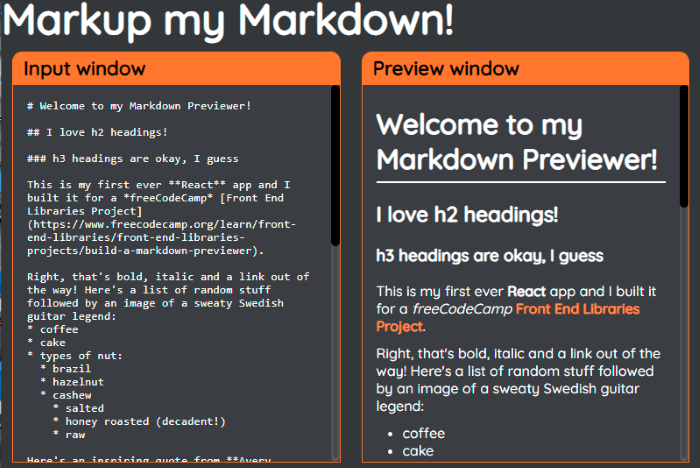 Markup my Markdown!
Input window
# Welcome to my Markdown Previewer!
## I love h2 headings!
### h3 headings are okay, I guess
This is my first ever **React** app and I
built it for a *freeCodeCamp* [Front End
Libraries Project]
(https://www.freecodecamp.org/learn/front-
end-libraries/front-end-libraries-
projects/build-a-markdown-previewer).
Right, that's bold, italic and a link out of
the way! Here's a list of random stuff
followed by an image of a sweaty Swedish
guitar legend:
* coffee
* cake
* types of nut:
  * brazil
  * hazelnut
  * cashew
    * salted
    * honey roasted (decadent!)
    * raw
Here's an inspiring quote from **Avery
Preview window
Welcome to my
Markdown Previewer!
I love h2 headings!
h3 headings are okay, I guess
This is my first ever React app and I built it
for a freeCodeCamp Front End Libraries
Project.
Right, that's bold, italic and a link out of the
way! Here's a list of random stuff followed
by an image of a sweaty Swedish guitar
legend:
• coffee
• cake